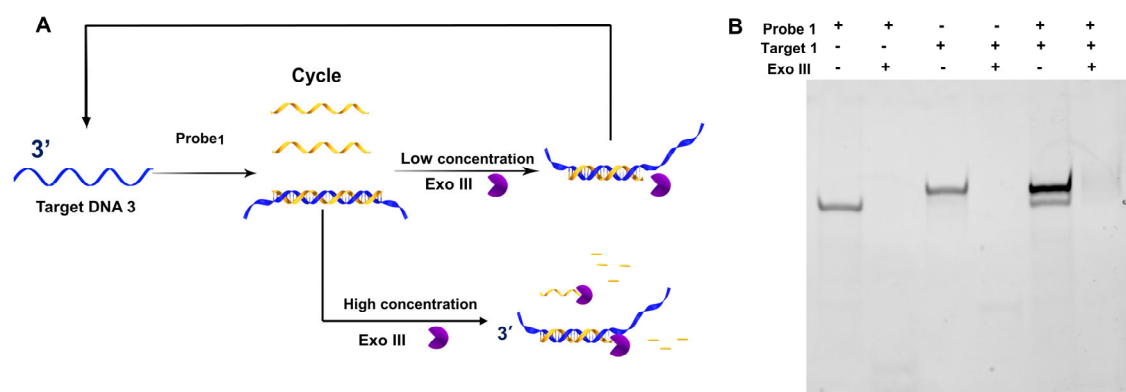 A
Cycle
3’
Probe1
Target DNA 3
Low concentration
Exo III
High concentration
Exo III
3′
B
Probe 1 + + - - + +
Target 1 - - + + + +
Exo III - + - + - +